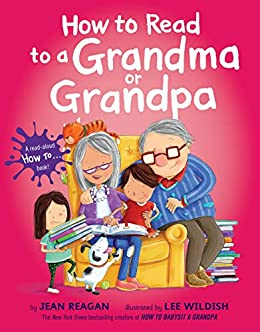 How to Read
to a Grandma
or
Grandpa
A read-aloud
HOW TO...
book!
by JEAN REAGAN illustrated by LEE WILDISH
The New York Times bestselling creators of HOW TO BABYSIT A GRANDPA